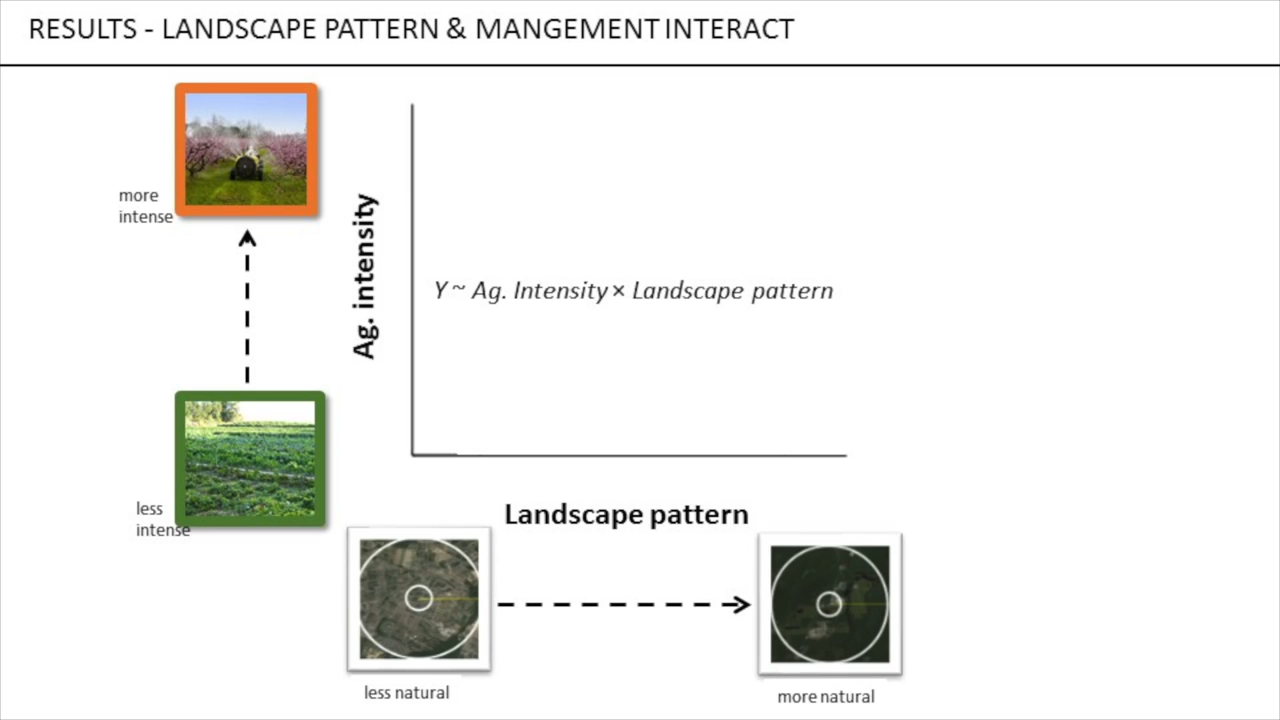 RESULTS - LANDSCAPE PATTERN & MANGEMENT INTERACT
more
intense
Ag. intensity
Y ~ Ag. Intensity × Landscape pattern
less
intense
Landscape pattern
less natural
more natural